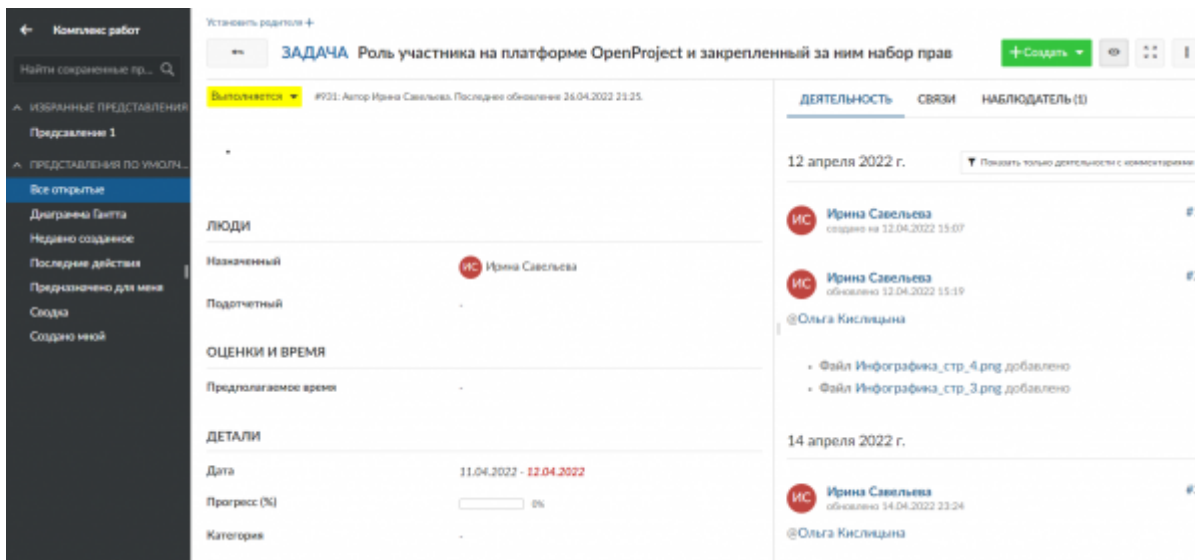 Комплекс работ
Найти сохраненные пр...
ИЗБРАННЫЕ ПРЕДСТАВЛЕНИЯ
Предсавление 1
ПРЕДСТАВЛЕНИЯ ПО УМОЛЧ...
Все открытые
Диаграмма Гантта
Недавно созданное
Последние действия
Предназначено для меня
Сводка
Создано мной
Установить родителя +
ЗАДАЧА Роль участника на платформе OpenProject и закрепленный за ним набор прав
+ Создать
Выполняется
#931: Автор Ирина Савельева. Последнее обновление 26.04.2022 21:25.
ЛЮДИ
Назначенный
ИС Ирина Савельева
Подотчетный
-
ОЦЕНКИ И ВРЕМЯ
Предполагаемое время
-
ДЕТАЛИ
Дата
11.04.2022 - 12.04.2022
Прогресс (%)
0%
Категория
-
ДЕЯТЕЛЬНОСТЬ СВЯЗИ НАБЛЮДАТЕЛЬ (1)
12 апреля 2022 г.
Показать только деятельности с комментариями
ИС Ирина Савельева
создано на 12.04.2022 15:07
ИС Ирина Савельева
обновлено 12.04.2022 15:19
@Ольга Кислицына
• Файл Инфографика_стр_4.png добавлено
• Файл Инфографика_стр_3.png добавлено
14 апреля 2022 г.
ИС Ирина Савельева
обновлено 14.04.2022 23:24
@Ольга Кислицына